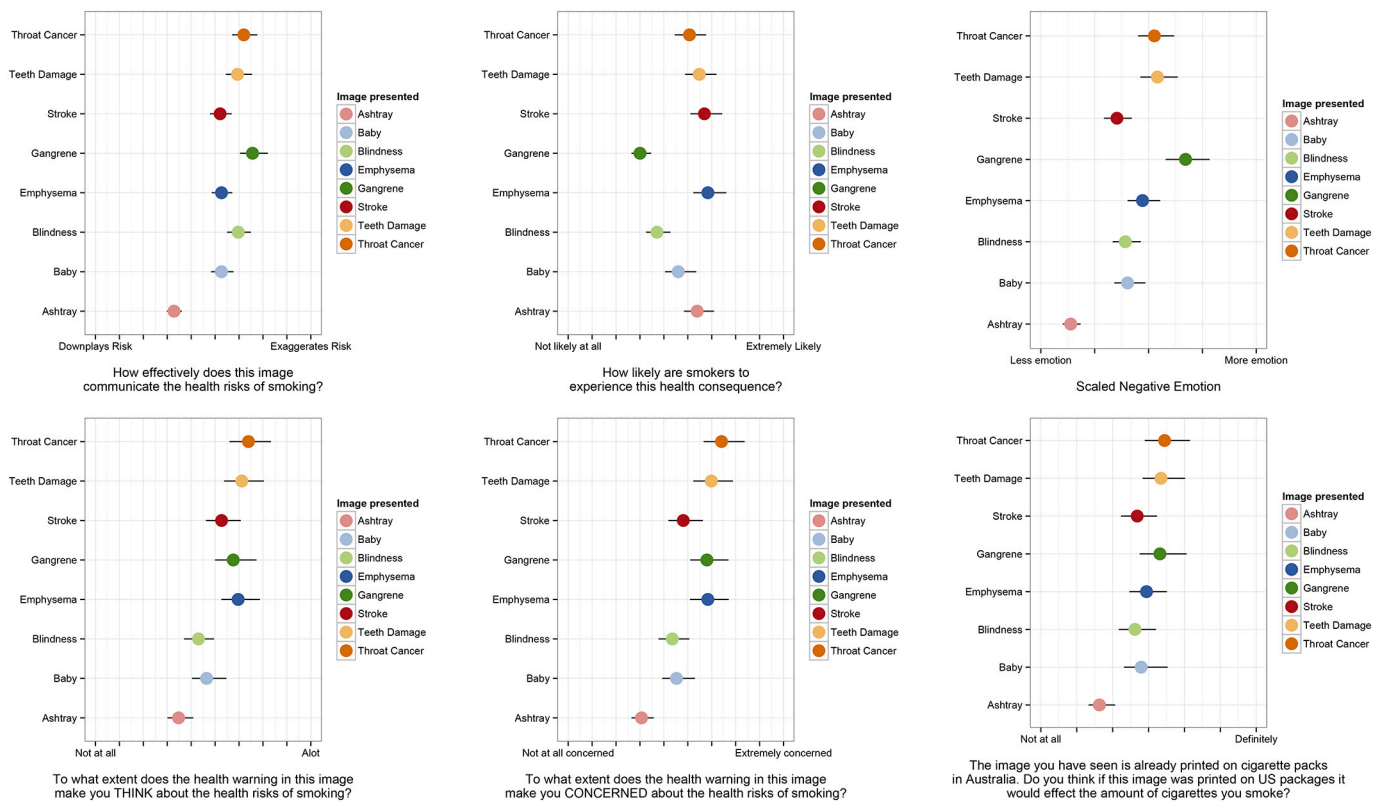 Throat Cancer
Teeth Damage
Stroke
Gangrene
Emphysema
Blindness
Baby
Ashtray
Downplays Risk Exaggerates Risk
How effectively does this image
communicate the health risks of smoking?
Image presented
Ashtray
Baby
Blindness
Emphysema
Gangrene
Stroke
Teeth Damage
Throat Cancer
Throat Cancer
Teeth Damage
Stroke
Gangrene
Emphysema
Blindness
Baby
Ashtray
Not likely at all Extremely Likely
How likely are smokers to
experience this health consequence?
Image presented
Ashtray
Baby
Blindness
Emphysema
Gangrene
Stroke
Teeth Damage
Throat Cancer
Throat Cancer
Teeth Damage
Stroke
Gangrene
Emphysema
Blindness
Baby
Ashtray
Less emotion More emotion
Scaled Negative Emotion
Image presented
Ashtray
Baby
Blindness
Emphysema
Gangrene
Stroke
Teeth Damage
Throat Cancer
Throat Cancer
Teeth Damage
Stroke
Gangrene
Emphysema
Blindness
Baby
Ashtray
Not at all Alot
To what extent does the health warning in this image
make you THINK about the health risks of smoking?
Image presented
Ashtray
Baby
Blindness
Emphysema
Gangrene
Stroke
Teeth Damage
Throat Cancer
Throat Cancer
Teeth Damage
Stroke
Gangrene
Emphysema
Blindness
Baby
Ashtray
Not at all concerned Extremely concerned
To what extent does the health warning in this image
make you CONCERNED about the health risks of smoking?
Image presented
Ashtray
Baby
Blindness
Emphysema
Gangrene
Stroke
Teeth Damage
Throat Cancer
Throat Cancer
Teeth Damage
Stroke
Gangrene
Emphysema
Blindness
Baby
Ashtray
Not at all Definitely
The image you have seen is already printed on cigarette packs
in Australia. Do you think if this image was printed on US packages it
would effect the amount of cigarettes you smoke?
Image presented
Ashtray
Baby
Blindness
Emphysema
Gangrene
Stroke
Teeth Damage
Throat Cancer